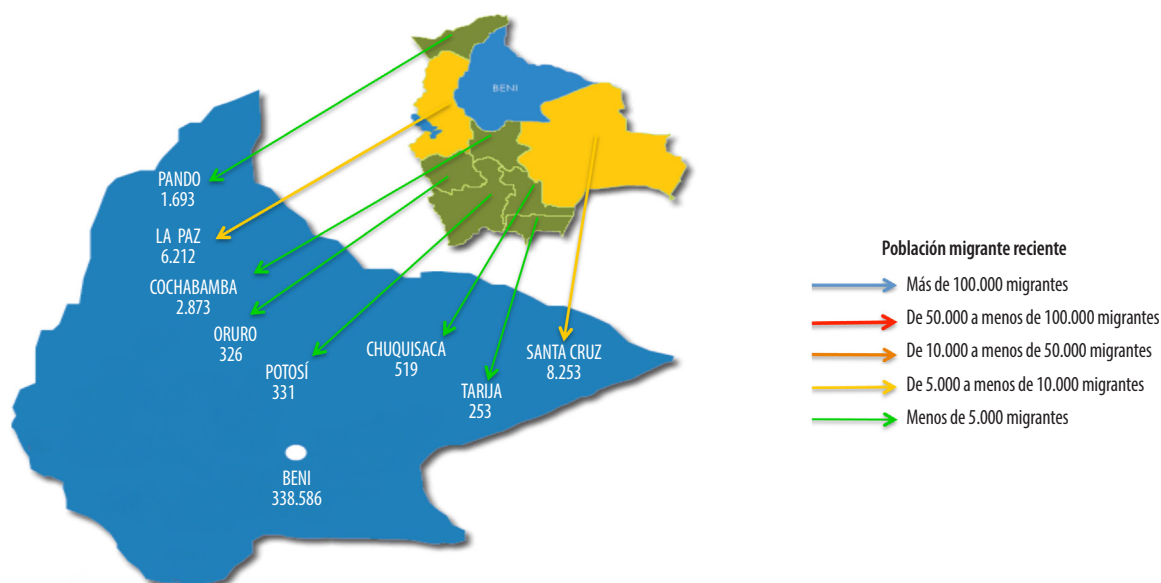 BENI
PANDO
1.693
LA PAZ
6.212
COCHABAMBA
2.873
ORURO
326
POTOSÍ
331
CHUQUISACA
519
TARIJA
253
SANTA CRUZ
8.253
BENI
338.586
Población migrante reciente
Más de 100.000 migrantes
De 50.000 a menos de 100.000 migrantes
De 10.000 a menos de 50.000 migrantes
De 5.000 a menos de 10.000 migrantes
Menos de 5.000 migrantes